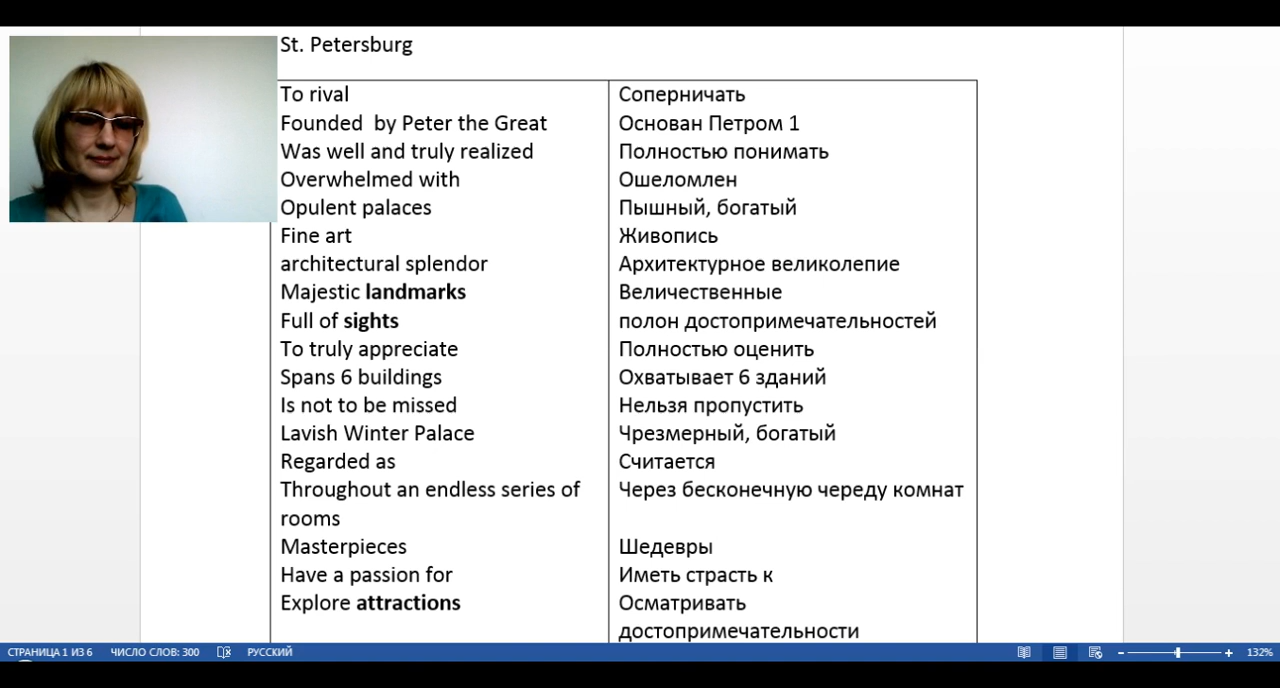 St. Petersburg
To rival
Founded by Peter the Great
Was well and truly realized
Overwhelmed with
Opulent palaces
Fine art
architectural splendor
Majestic landmarks
Full of sights
To truly appreciate
Spans 6 buildings
Is not to be missed
Lavish Winter Palace
Regarded as
Throughout an endless series of
rooms
Masterpieces
Have a passion for
Explore attractions
Соперничать
Основан Петром 1
Полностью понимать
Ошеломлен
Пышный, богатый
Живопись
Архитектурное великолепие
Величественные
полон достопримечательностей
Полностью оценить
Охватывает 6 зданий
Нельзя пропустить
Чрезмерный, богатый
Считается
Через бесконечную череду комнат
Шедевры
Иметь страсть к
Осматривать
достопримечательности
СТРАНИЦА 1 ИЗ 6 ЧИСЛО СЛОВ: 300 РУССКИЙ 132%